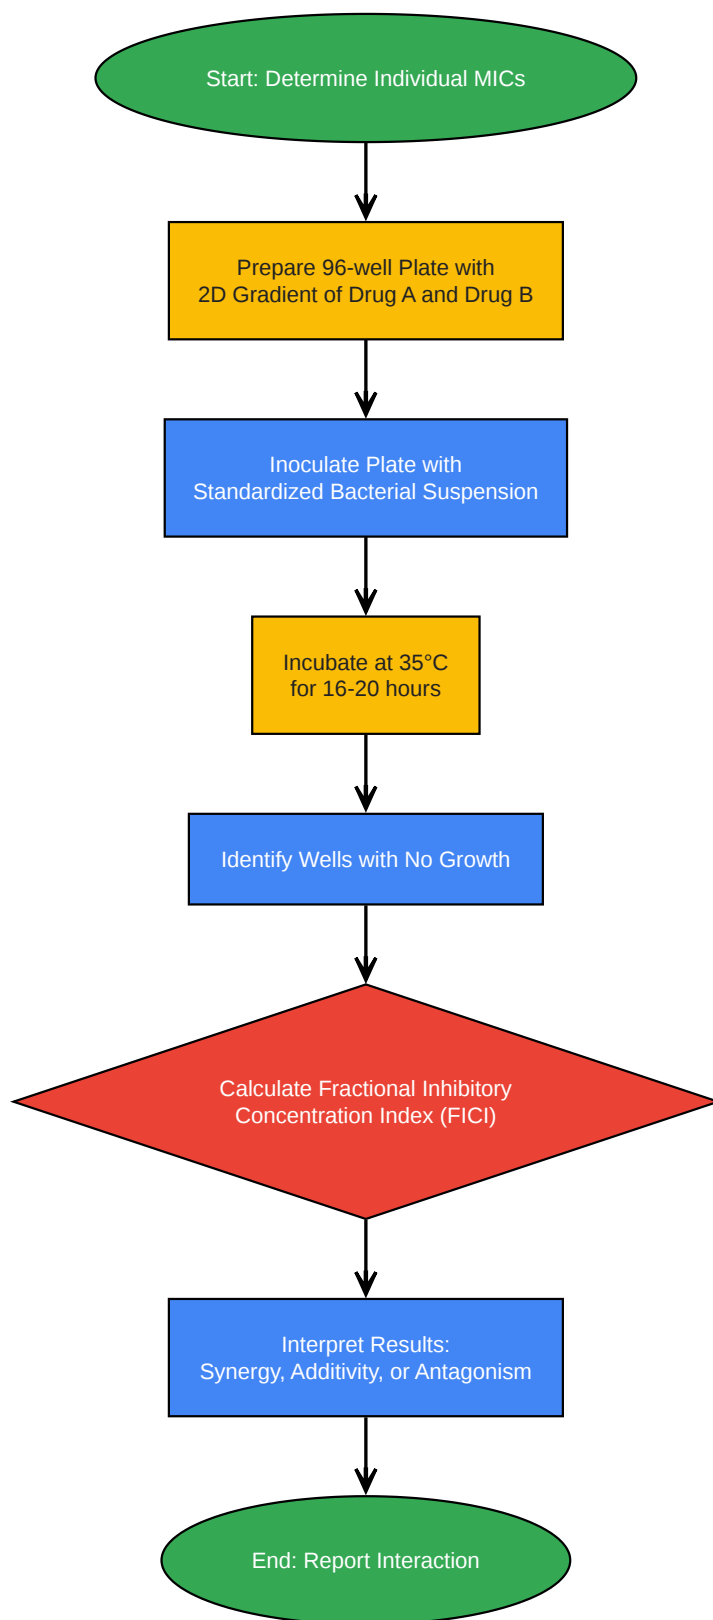 Start: Determine Individual MICs
Prepare 96-well Plate with
2D Gradient of Drug A and Drug B
Inoculate Plate with
Standardized Bacterial Suspension
Incubate at 35°C
for 16-20 hours
Identify Wells with No Growth
Calculate Fractional Inhibitory
Concentration Index (FICI)
Interpret Results:
Synergy, Additivity, or Antagonism
End: Report Interaction